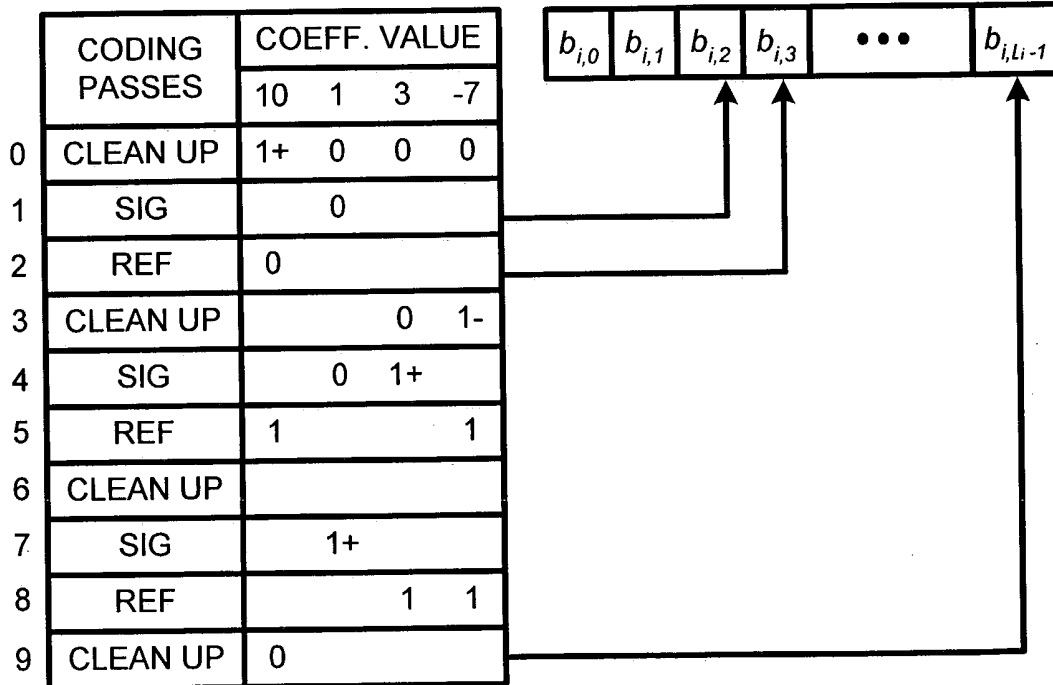 CODING PASSES COEFF. VALUE
10 1 3 -7
0 CLEAN UP 1+ 0 0 0
1 SIG 0
2 REF 0
3 CLEAN UP 0 1-
4 SIG 0 1+
5 REF 1 1
6 CLEAN UP
7 SIG 1+
8 REF 1 1
9 CLEAN UP 0
b_{i,0} b_{i,1} b_{i,2} b_{i,3} ••• b_{i,Li-1}